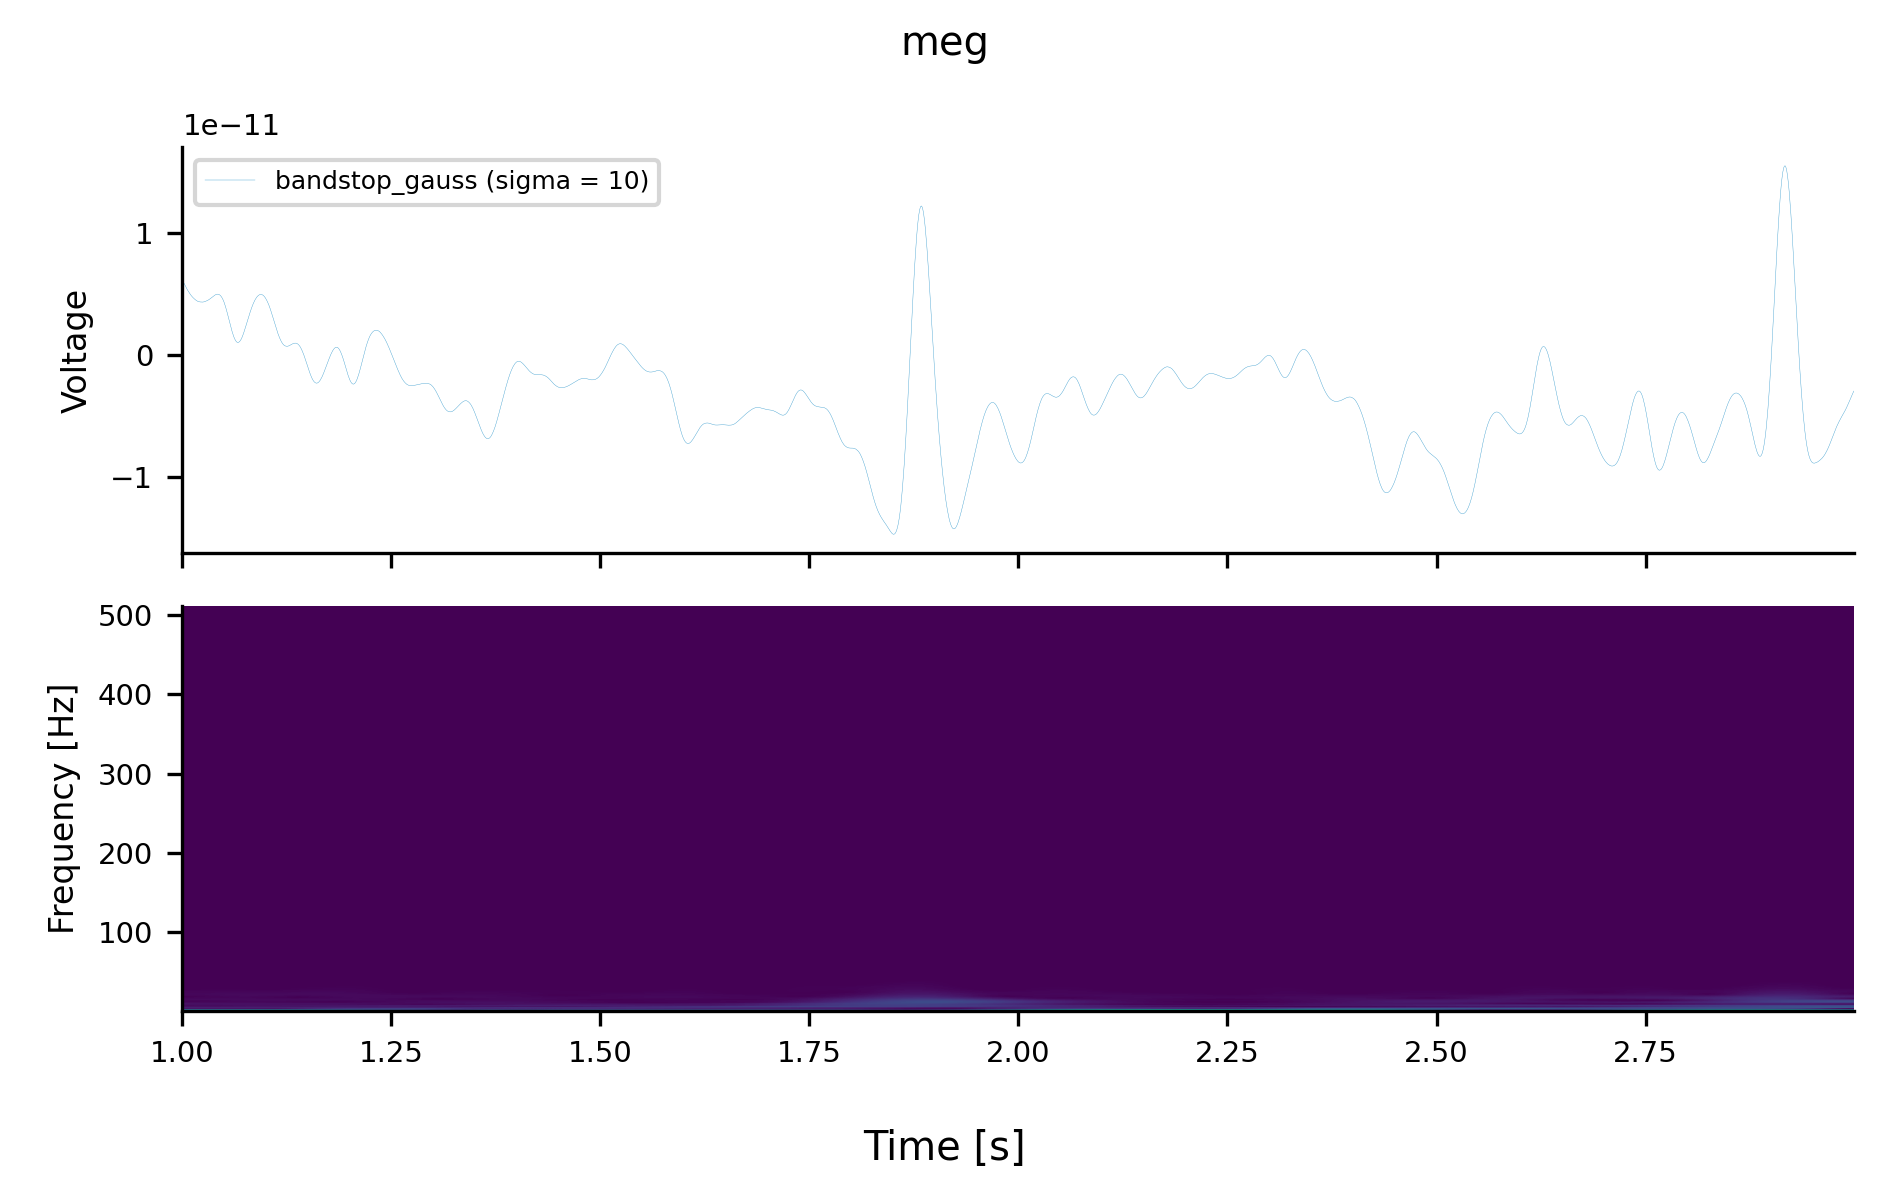 meg
1e−11
bandstop_gauss (sigma = 10)
1
0
−1
Voltage
500
400
300
200
100
Frequency [Hz]
1.00 1.25 1.50 1.75 2.00 2.25 2.50 2.75
Time [s]